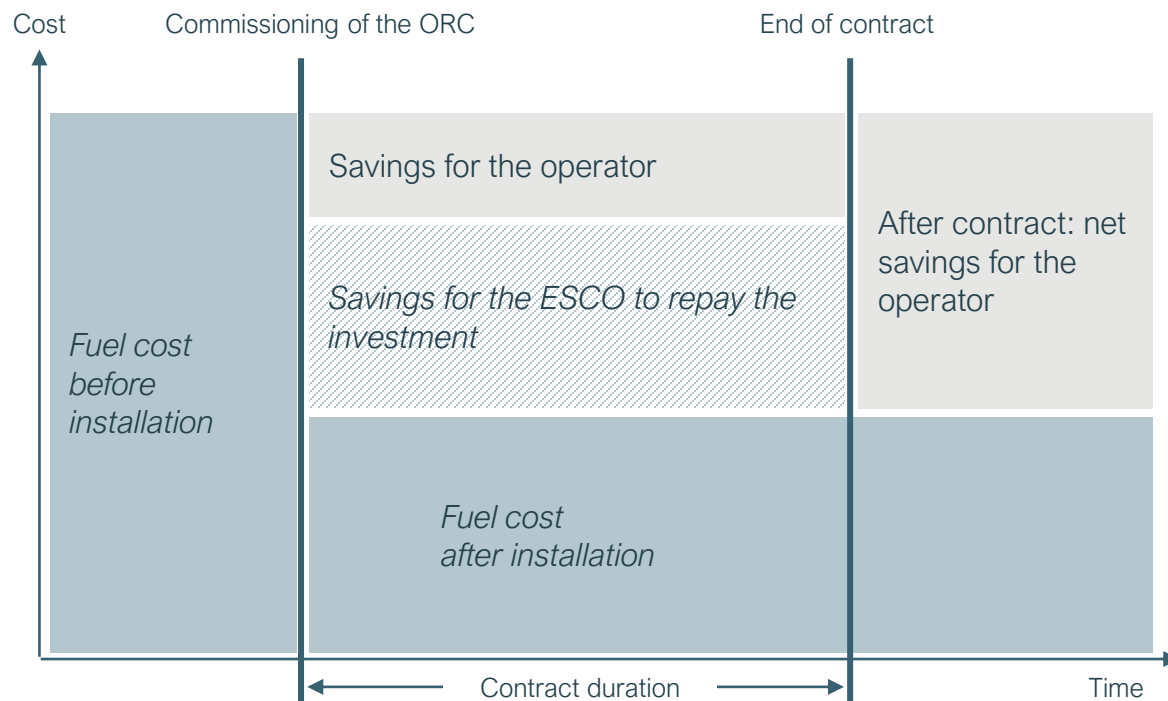 Cost
Commissioning of the ORC
End of contract
Savings for the operator
After contract: net
savings for the
operator
Savings for the ESCO to repay the
investment
Fuel cost
before
installation
Fuel cost
after installation
Contract duration
Time